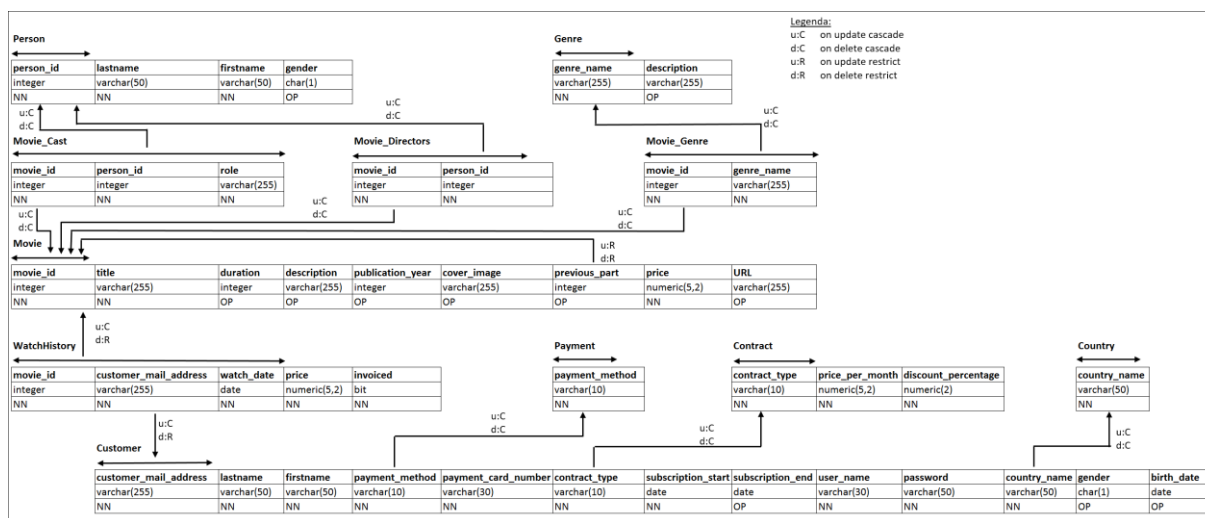 Legenda:
u:C on update cascade
d:C on delete cascade
u:R on update restrict
d:R on delete restrict
Person
person_id lastname firstname gender
integer varchar(50) varchar(50) char(1)
NN NN NN OP
Genre
genre_name description
varchar(255) varchar(255)
NN OP
u:C
d:C
u:C
d:C
u:C
d:C
Movie_Cast
movie_id person_id role
integer integer varchar(255)
NN NN NN
Movie_Directors
movie_id person_id
integer integer
NN NN
Movie_Genre
movie_id genre_name
integer varchar(255)
NN NN
u:C
d:C
u:C
d:C
u:C
d:C
u:R
d:R
Movie
movie_id title duration description publication_year cover_image previous_part price URL
integer varchar(255) integer varchar(255) integer varchar(255) integer numeric(5,2) varchar(255)
NN NN OP OP OP OP OP NN OP
u:C
d:R
WatchHistory
movie_id customer_mail_address watch_date price invoiced
integer varchar(255) date numeric(5,2) bit
NN NN NN NN NN
Payment
payment_method
varchar(10)
NN
Contract
contract_type price_per_month discount_percentage
varchar(10) numeric(5,2) numeric(2)
NN NN NN
Country
country_name
varchar(50)
NN
u:C
d:R
u:C
d:C
u:C
d:C
u:C
d:C
Customer
customer_mail_address lastname firstname payment_method payment_card_number contract_type subscription_start subscription_end user_name password country_name gender birth_date
varchar(255) varchar(50) varchar(50) varchar(10) varchar(30) varchar(10) date date varchar(30) varchar(50) varchar(50) char(1) date
NN NN NN NN NN NN NN OP NN NN NN OP OP